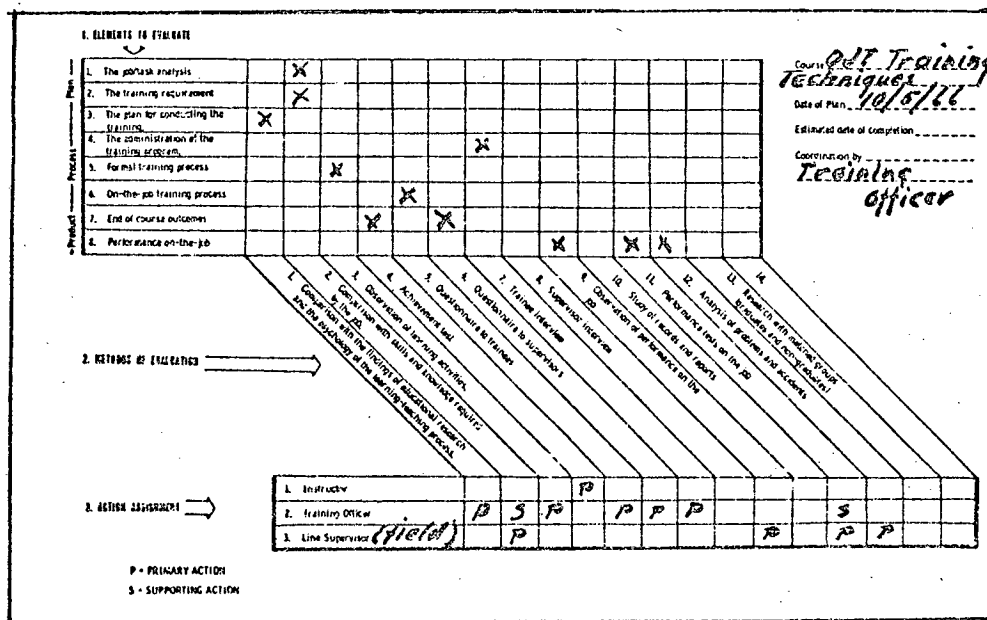 1. ELEMENTS TO EVALUATE
Plan
Process
Product
1. The job/task analysis X
2. The training requirement X
3. The plan for conducting the training. X
4. The administration of the training program. X
5. Formal training process X
6. On-the-job training process X
7. End of course outcomes X X
8. Performance on-the-job X X X
Course OJT Training
Techniques
Date of Plan 10/5/66
Estimated date of completion
Coordination by
Training
officer
2. METHODS OF EVALUATION
1. Comparison with the findings of educational research
and the psychology of the learning-teaching process.
2. Comparison with skills and knowledge required
by the job.
3. Observation of learning activities.
4. Achievement test
5. Questionnaire to trainees
6. Questionnaire to supervisors
7. Trainee interview
8. Supervisor interview
9. Observation of performance on the
job
10. Study of records and reports
11. Performance tests on the job
12. Analysis of problems and accidents
13. Research with matched groups
(graduates and non-graduates)
14.
3. ACTION ASSIGNMENT
1. Instructor P
2. Training Officer P S P P P P S
3. Line Supervisor (field) P P P P
P - PRIMARY ACTION
S - SUPPORTING ACTION